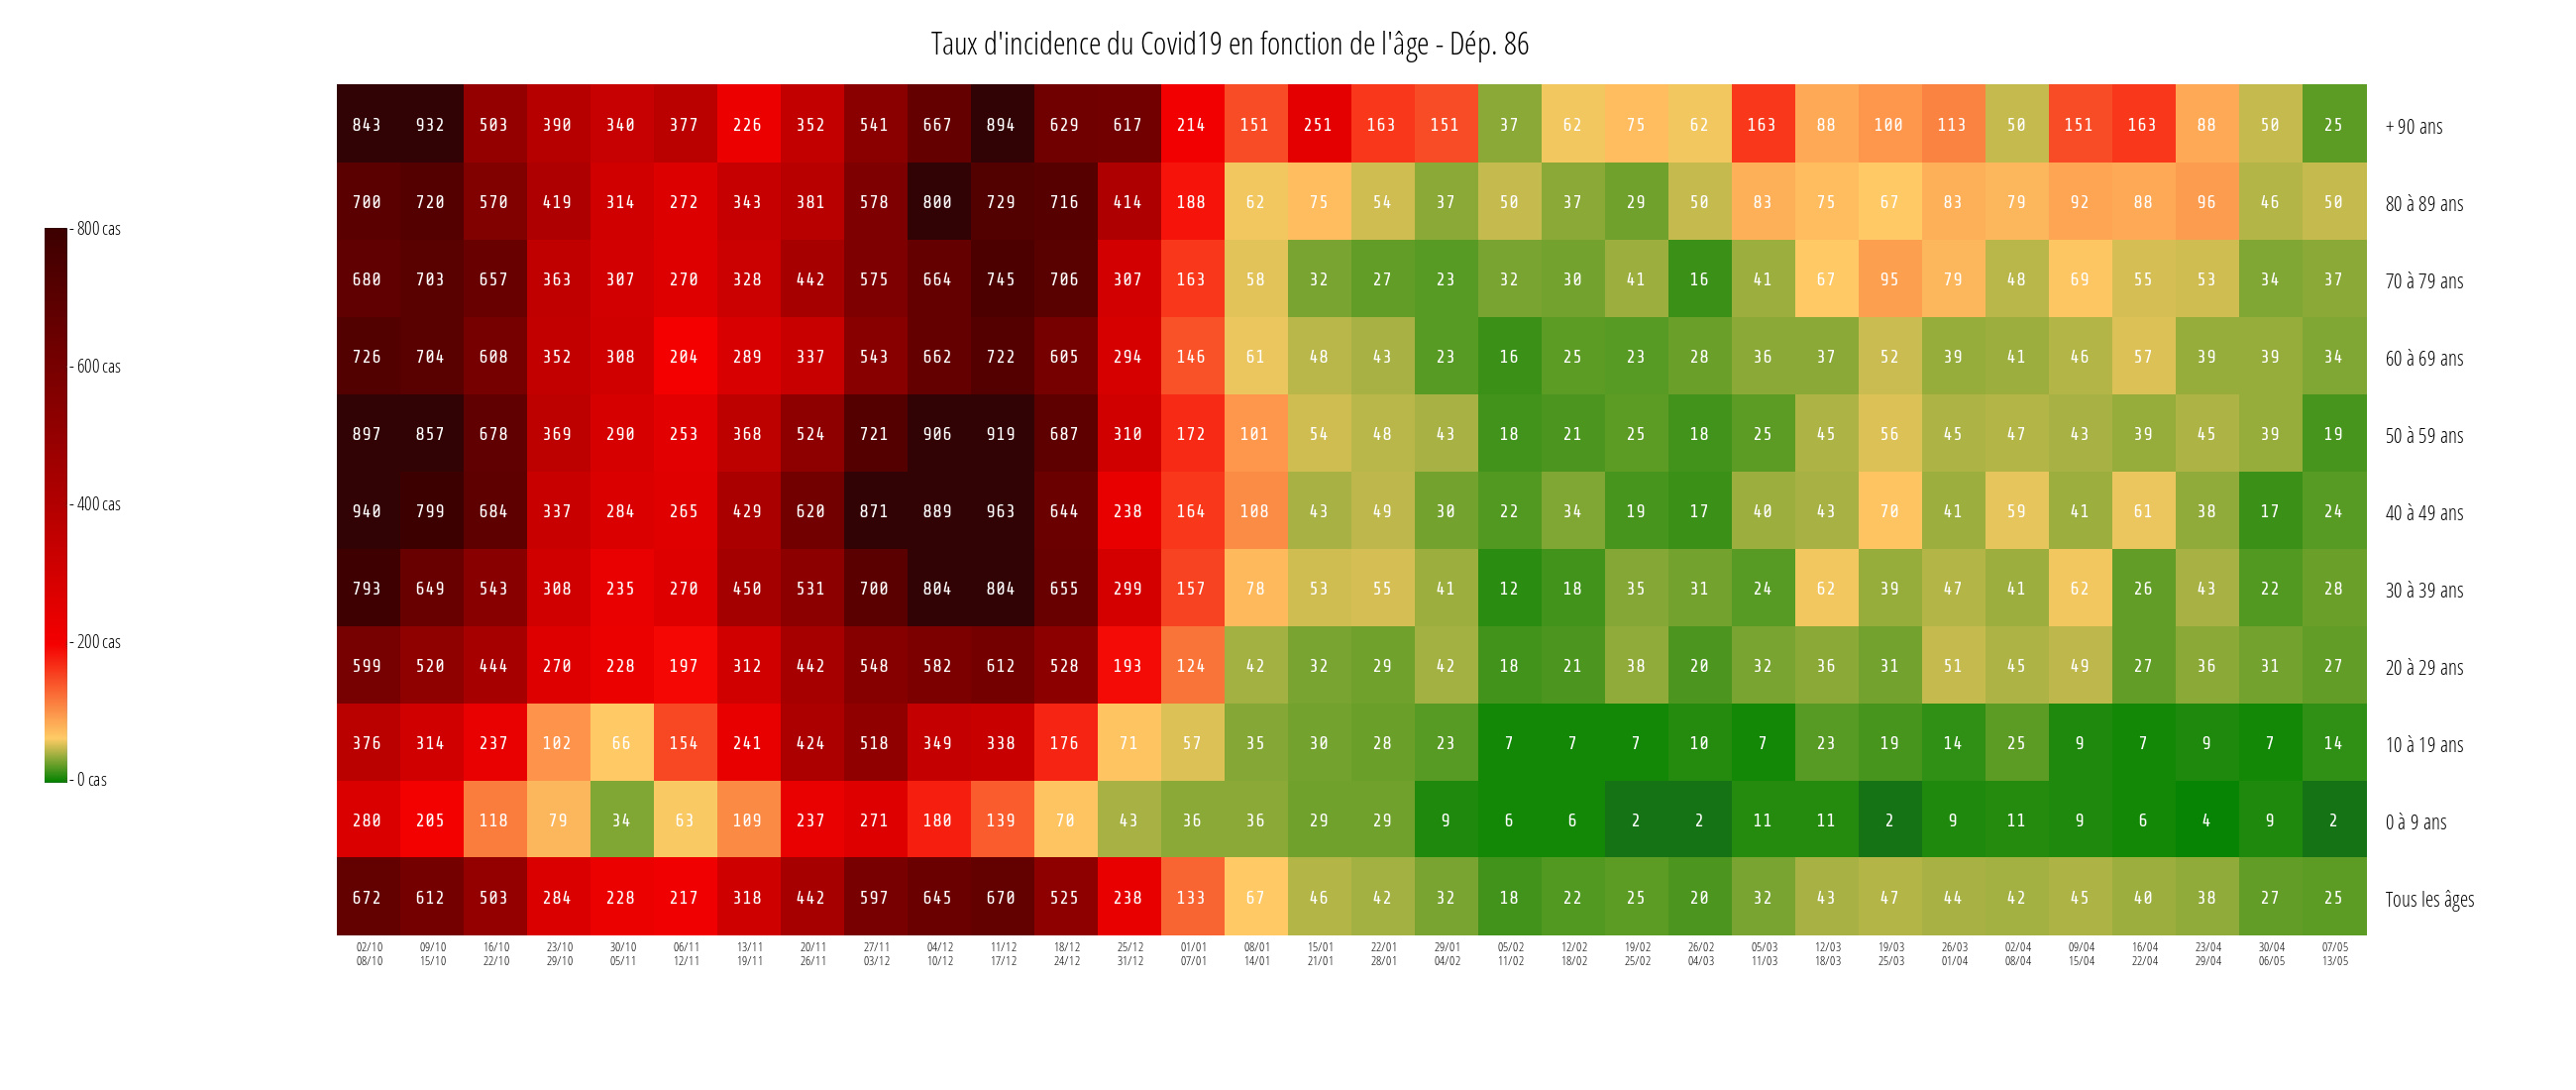 Taux d'incidence du Covid19 en fonction de l'âge - Dép. 86
- 800 cas
- 600 cas
- 400 cas
- 200 cas
- 0 cas
843 932 503 390 340 377 226 352 541 667 894 629 617 214 151 251 163 151 37 62 75 62 163 88 100 113 50 151 163 88 50 25 + 90 ans
700 720 570 419 314 272 343 381 578 800 729 716 414 188 62 75 54 37 50 37 29 50 83 75 67 83 79 92 88 96 46 50 80 à 89 ans
680 703 657 363 307 270 328 442 575 664 745 706 307 163 58 32 27 23 32 30 41 16 41 67 95 79 48 69 55 53 34 37 70 à 79 ans
726 704 608 352 308 204 289 337 543 662 722 605 294 146 61 48 43 23 16 25 23 28 36 37 52 39 41 46 57 39 39 34 60 à 69 ans
897 857 678 369 290 253 368 524 721 906 919 687 310 172 101 54 48 43 18 21 25 18 25 45 56 45 47 43 39 45 39 19 50 à 59 ans
940 799 684 337 284 265 429 620 871 889 963 644 238 164 108 43 49 30 22 34 19 17 40 43 70 41 59 41 61 38 17 24 40 à 49 ans
793 649 543 308 235 270 450 531 700 804 804 655 299 157 78 53 55 41 12 18 35 31 24 62 39 47 41 62 26 43 22 28 30 à 39 ans
599 520 444 270 228 197 312 442 548 582 612 528 193 124 42 32 29 42 18 21 38 20 32 36 31 51 45 49 27 36 31 27 20 à 29 ans
376 314 237 102 66 154 241 424 518 349 338 176 71 57 35 30 28 23 7 7 7 10 7 23 19 14 25 9 7 9 7 14 10 à 19 ans
280 205 118 79 34 63 109 237 271 180 139 70 43 36 36 29 29 9 6 6 2 2 11 11 2 9 11 9 6 4 9 2 0 à 9 ans
672 612 503 284 228 217 318 442 597 645 670 525 238 133 67 46 42 32 18 22 25 20 32 43 47 44 42 45 40 38 27 25 Tous les âges
02/10 09/10 16/10 23/10 30/10 06/11 13/11 20/11 27/11 04/12 11/12 18/12 25/12 01/01 08/01 15/01 22/01 29/01 05/02 12/02 19/02 26/02 05/03 12/03 19/03 26/03 02/04 09/04 16/04 23/04 30/04 07/05
08/10 15/10 22/10 29/10 05/11 12/11 19/11 26/11 03/12 10/12 17/12 24/12 31/12 07/01 14/01 21/01 28/01 04/02 11/02 18/02 25/02 04/03 11/03 18/03 25/03 01/04 08/04 15/04 22/04 29/04 06/05 13/05